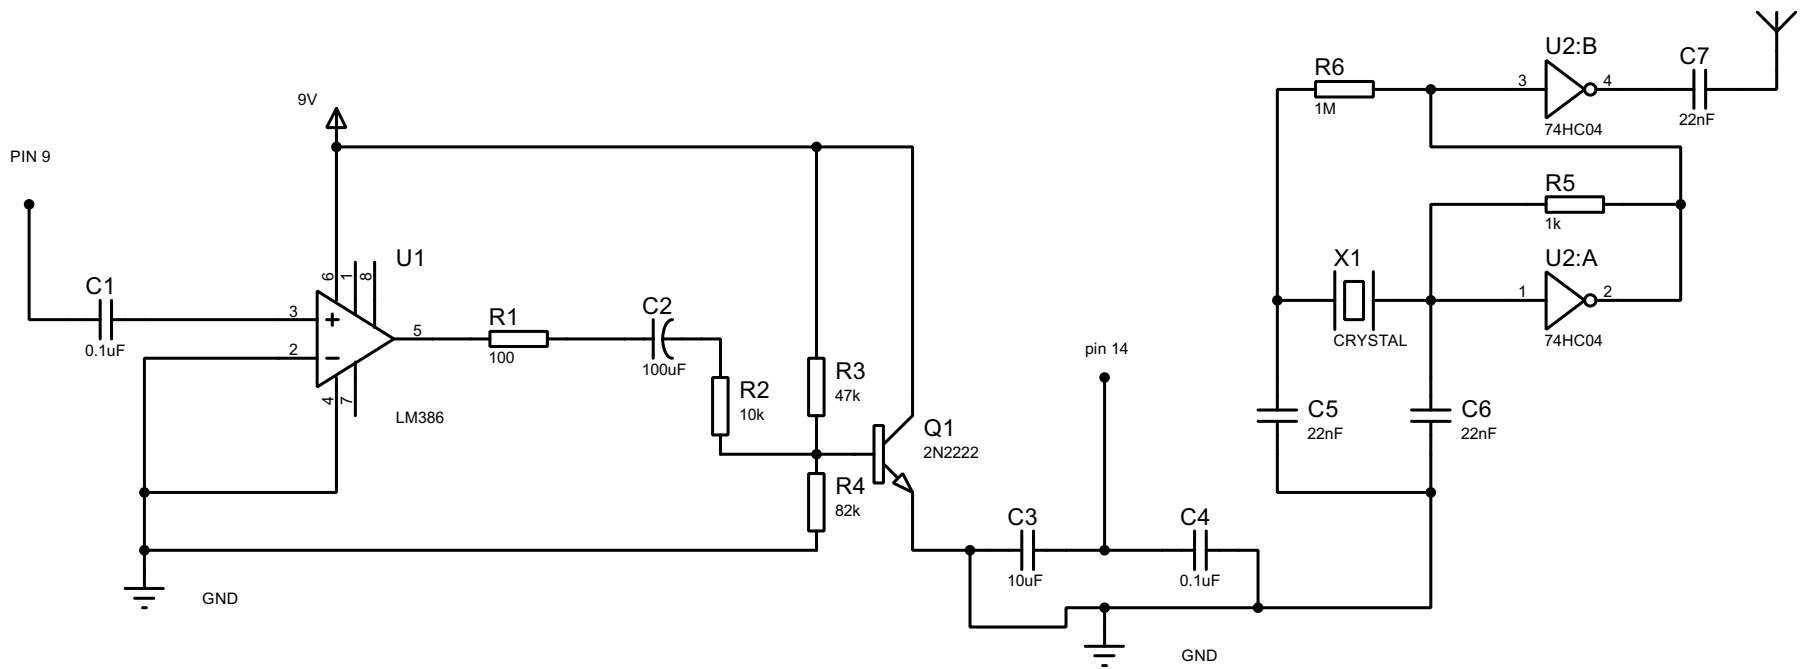 9V
PIN 9
C1
0.1uF
3
2
6
1
8
+
−
4
7
5
U1
LM386
R1
100
C2
100uF
R2
10k
R3
47k
R4
82k
Q1
2N2222
GND
C3
10uF
pin 14
C4
0.1uF
GND
R6
1M
X1
CRYSTAL
C5
22nF
C6
22nF
U2:B
3
4
74HC04
C7
22nF
R5
1k
U2:A
1
2
74HC04